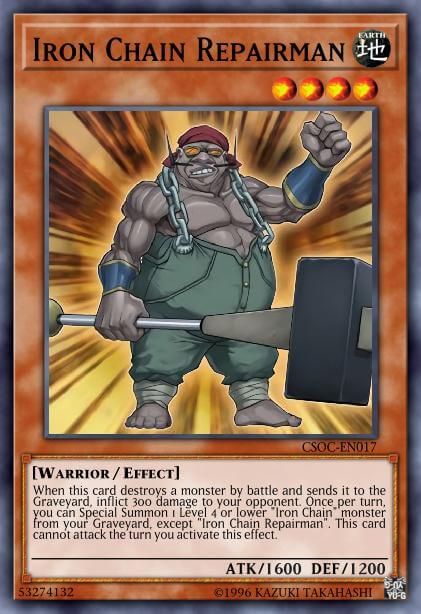 IRON CHAIN REPAIRMAN
EARTH
地
CSOC-EN017
[WARRIOR / EFFECT]
When this card destroys a monster by battle and sends it to the
Graveyard, inflict 300 damage to your opponent. Once per turn,
you can Special Summon 1 Level 4 or lower "Iron Chain" monster
from your Graveyard, except "Iron Chain Repairman". This card
cannot attack the turn you activate this effect.
ATK/1600 DEF/1200
53274132
©1996 KAZUKI TAKAHASHI